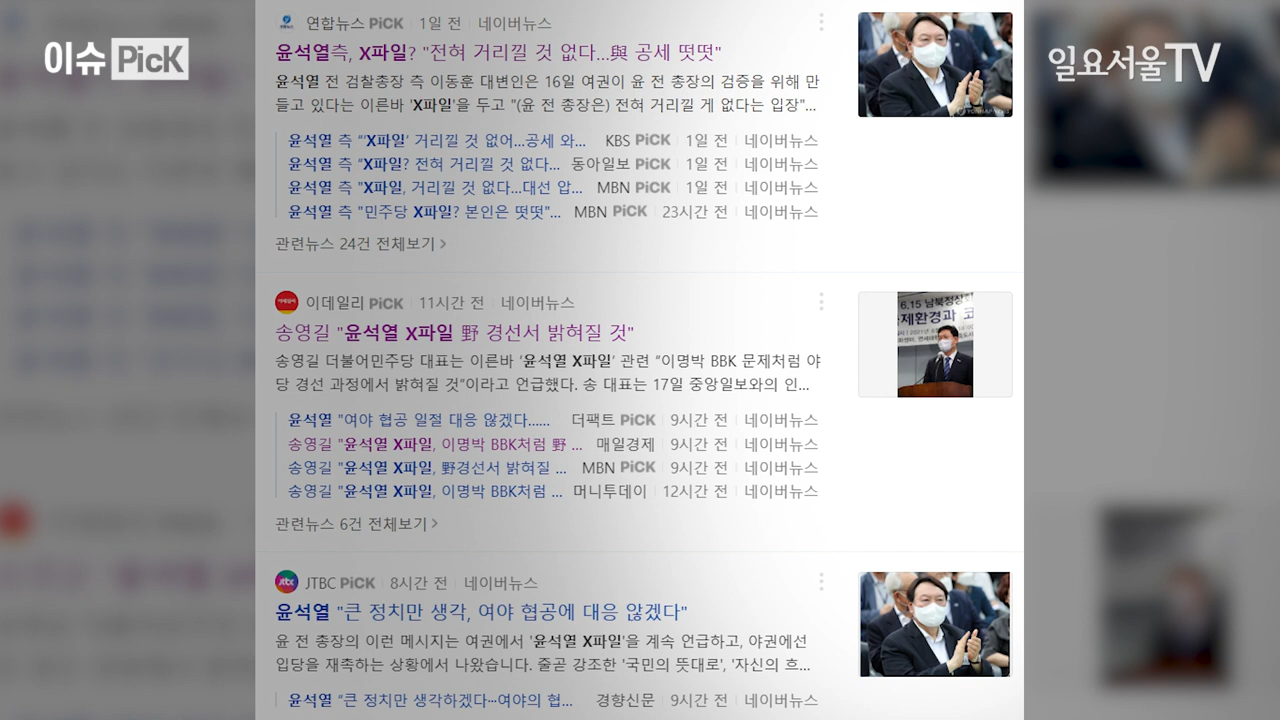 이슈 PicK
일요서울TV
연합뉴스 PiCK 1일 전 네이버뉴스
윤석열측, X파일? "전혀 거리낄 것 없다...與 공세 떳떳"
윤석열 전 검찰총장 측 이동훈 대변인은 16일 여권이 윤 전 총장의 검증을 위해 만
들고 있다는 이른바 'X파일'을 두고 "(윤 전 총장은) 전혀 거리낄 게 없다는 입장"...
윤석열 측 "'X파일' 거리낄 것 없어...공세 와... KBS PiCK 1일 전 네이버뉴스
윤석열 측 "X파일? 전혀 거리낄 것 없다... 동아일보 PiCK 1일 전 네이버뉴스
윤석열 측 "X파일, 거리낄 것 없다...대선 압... MBN PiCK 1일 전 네이버뉴스
윤석열 측 "민주당 X파일? 본인은 떳떳"... MBN PiCK 23시간 전 네이버뉴스
관련뉴스 24건 전체보기 >
이데일리 PiCK 11시간 전 네이버뉴스
송영길 "윤석열 X파일 野 경선서 밝혀질 것"
송영길 더불어민주당 대표는 이른바 '윤석열 X파일' 관련 "이명박 BBK 문제처럼 야
당 경선 과정에서 밝혀질 것"이라고 언급했다. 송 대표는 17일 중앙일보와의 인...
윤석열 "여야 협공 일절 대응 않겠다...... 더팩트 PiCK 9시간 전 네이버뉴스
송영길 "윤석열 X파일, 이명박 BBK처럼 野 ... 매일경제 9시간 전 네이버뉴스
송영길 "윤석열 X파일, 野경선서 밝혀질 ... MBN PiCK 9시간 전 네이버뉴스
송영길 "윤석열 X파일, 이명박 BBK처럼 ... 머니투데이 12시간 전 네이버뉴스
관련뉴스 6건 전체보기 >
6.15 남북정상회
JTBC PiCK 8시간 전 네이버뉴스
윤석열 "큰 정치만 생각, 여야 협공에 대응 않겠다"
윤 전 총장의 이런 메시지는 여권에서 '윤석열 X파일'을 계속 언급하고, 야권에선
입당을 재촉하는 상황에서 나왔습니다. 줄곧 강조한 '국민의 뜻대로', '자신의 흐...
윤석열 "큰 정치만 생각하겠다…여야의 협... 경향신문 9시간 전 네이버뉴스